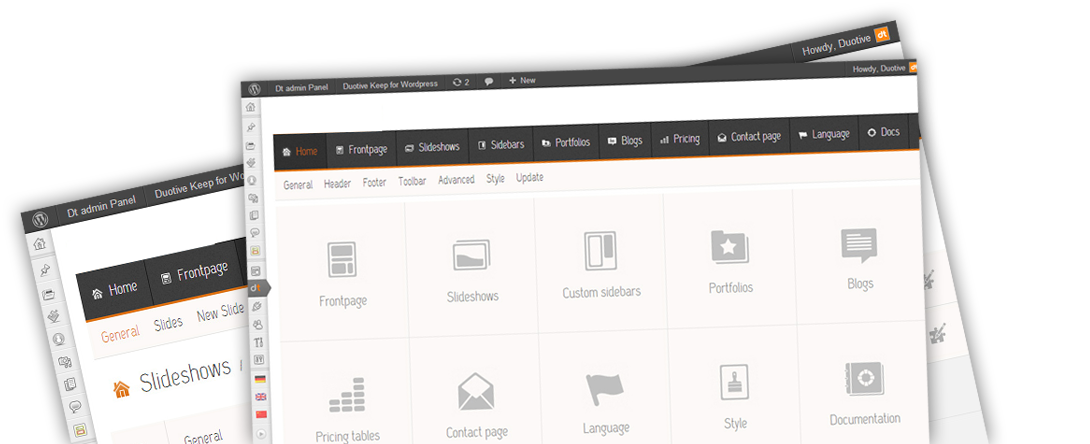 Howdy, Duotive dt
Dt admin Panel Duotive Keep for Wordpress 2 New Howdy, Duotive dt
Home Frontpage Slideshows Sidebars Portfolios Blogs Pricing Contact page Language Docs
General Header Footer Toolbar Advanced Style Update
Frontpage Slideshows Custom sidebars Portfolios Blogs
dt
Pricing tables Contact page Language Style Documentation
Dt admin Panel Duotive Keep for Wo
Home Frontpage
General Slides New Slide
Slideshows /
General